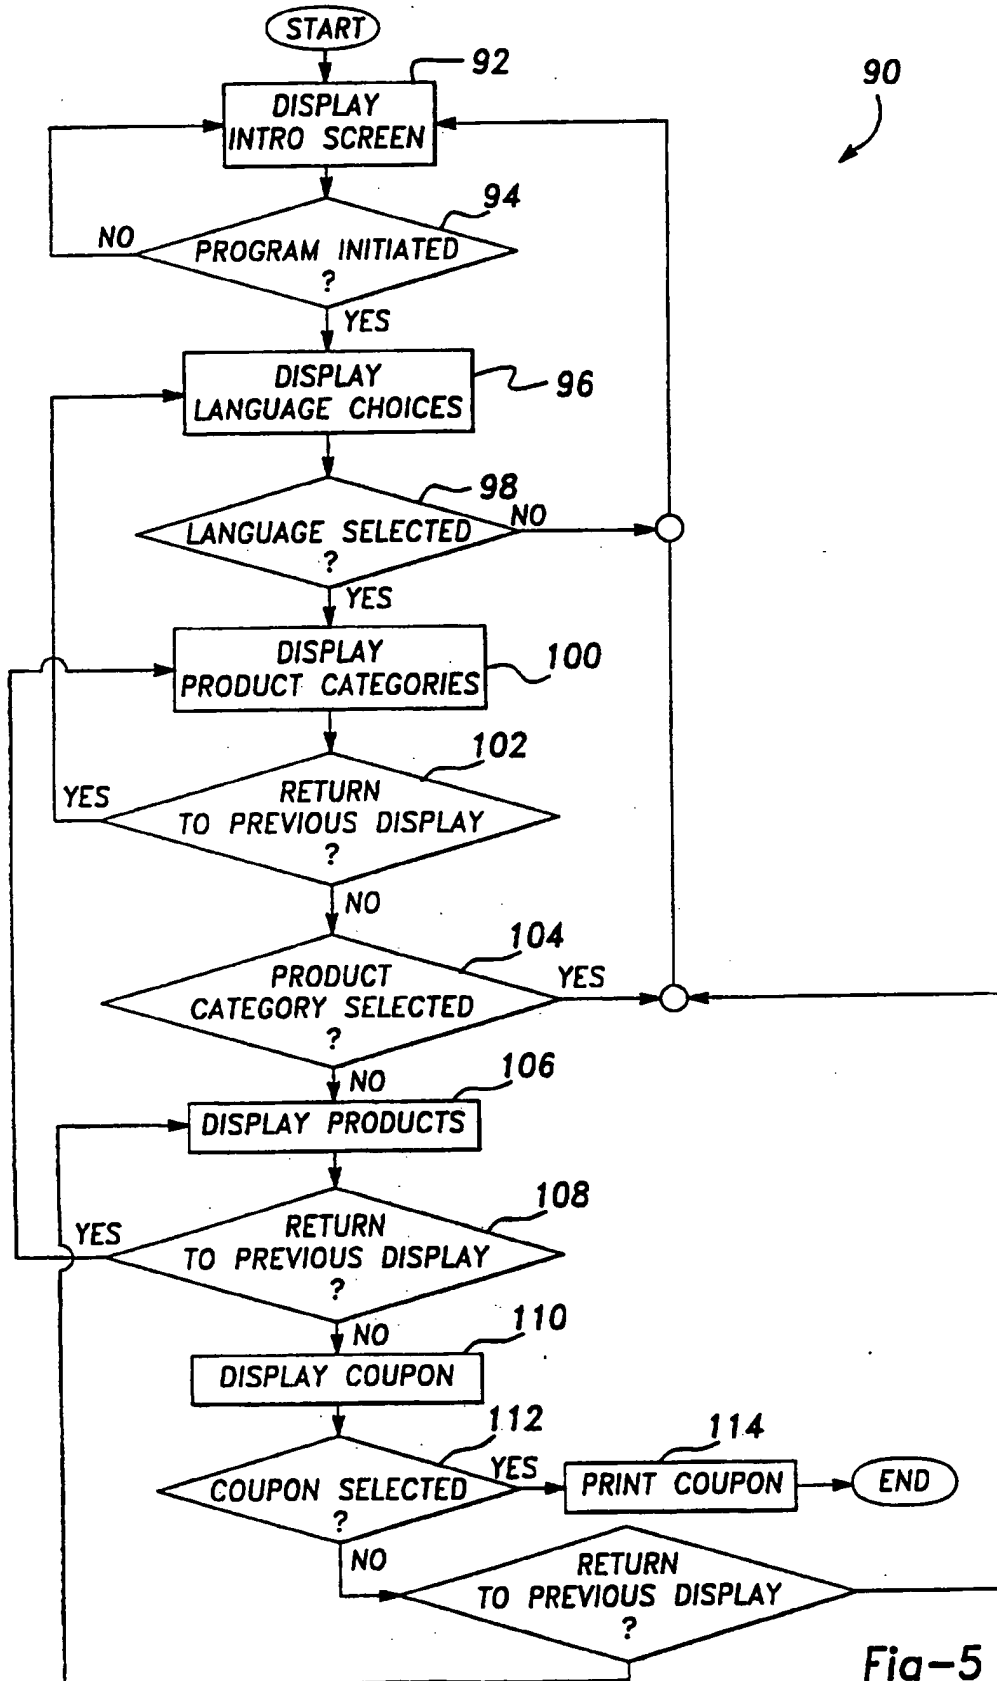 START
92
90
DISPLAY
INTRO SCREEN
94
NO
PROGRAM INITIATED
?
YES
DISPLAY
LANGUAGE CHOICES
96
98
LANGUAGE SELECTED
?
NO
YES
DISPLAY
PRODUCT CATEGORIES
100
102
YES
RETURN
TO PREVIOUS DISPLAY
?
NO
104
PRODUCT
CATEGORY SELECTED
?
YES
NO
106
DISPLAY PRODUCTS
108
YES
RETURN
TO PREVIOUS DISPLAY
?
NO
110
DISPLAY COUPON
112
COUPON SELECTED
?
YES
114
PRINT COUPON
END
NO
RETURN
TO PREVIOUS DISPLAY
?
Fig-5